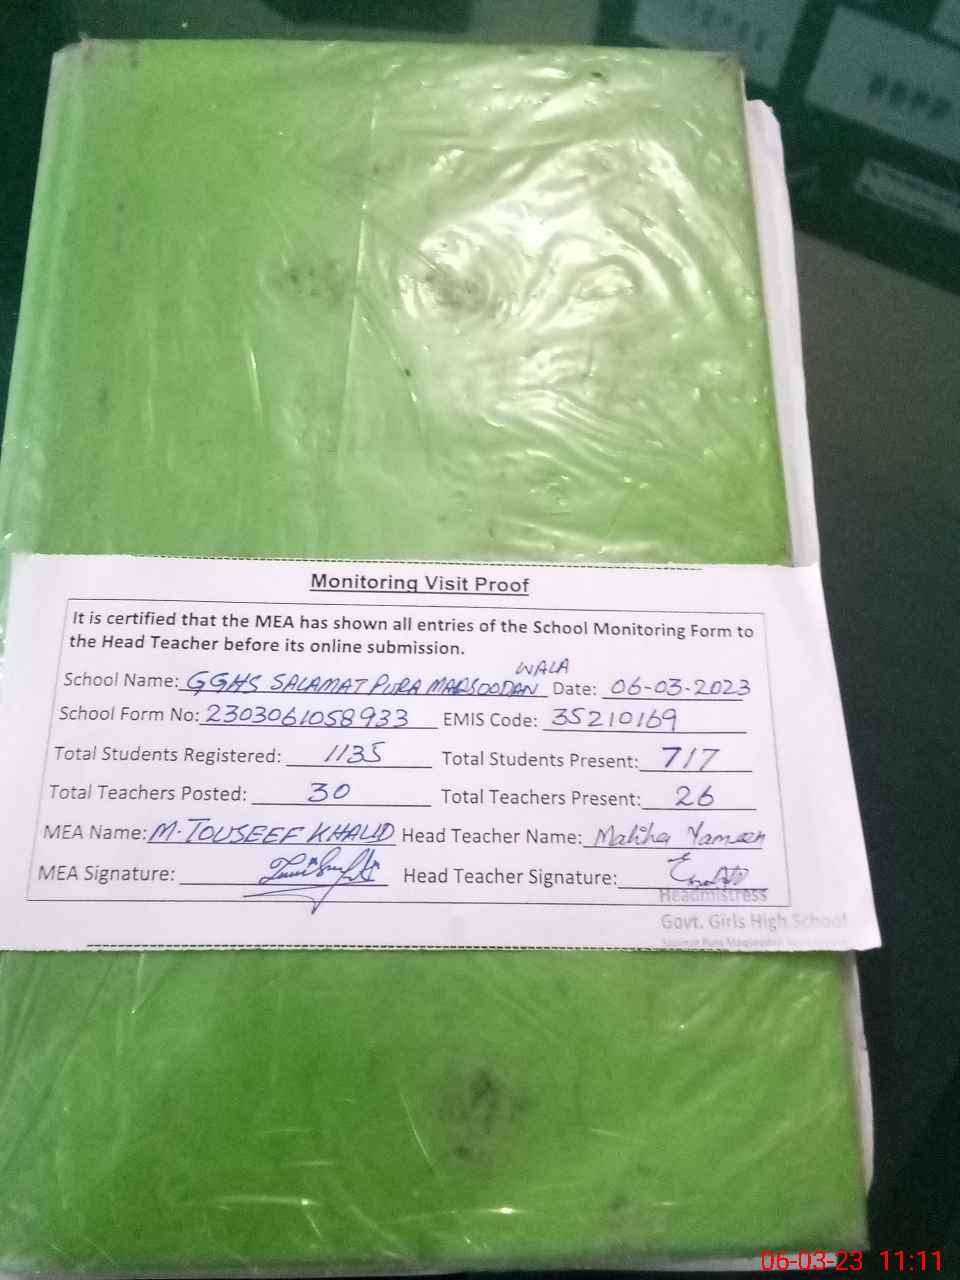 Monitoring Visit Proof
It is certified that the MEA has shown all entries of the School Monitoring Form to
the Head Teacher before its online submission.
WALA
School Name: GGHS SALAMAT PURA MAQSOODAN Date: 06-03-2023
School Form No: 2303061058933 EMIS Code: 35210169
Total Students Registered: 1135 Total Students Present: 717
Total Teachers Posted: 30 Total Teachers Present: 26
MEA Name: M. TOUSEEF KHALID Head Teacher Name: Maliha Yameen
MEA Signature: Head Teacher Signature:
Headmistress
Govt. Girls High School
06-03-23 11:11